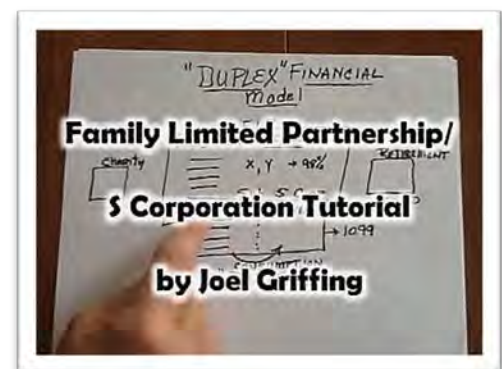 "DUPLEX" FINANCIAL
Model
Family Limited Partnership/
Charity
X, Y → 98%
RETIREMENT
S Corporation Tutorial
→ 1099
by Joel Griffing